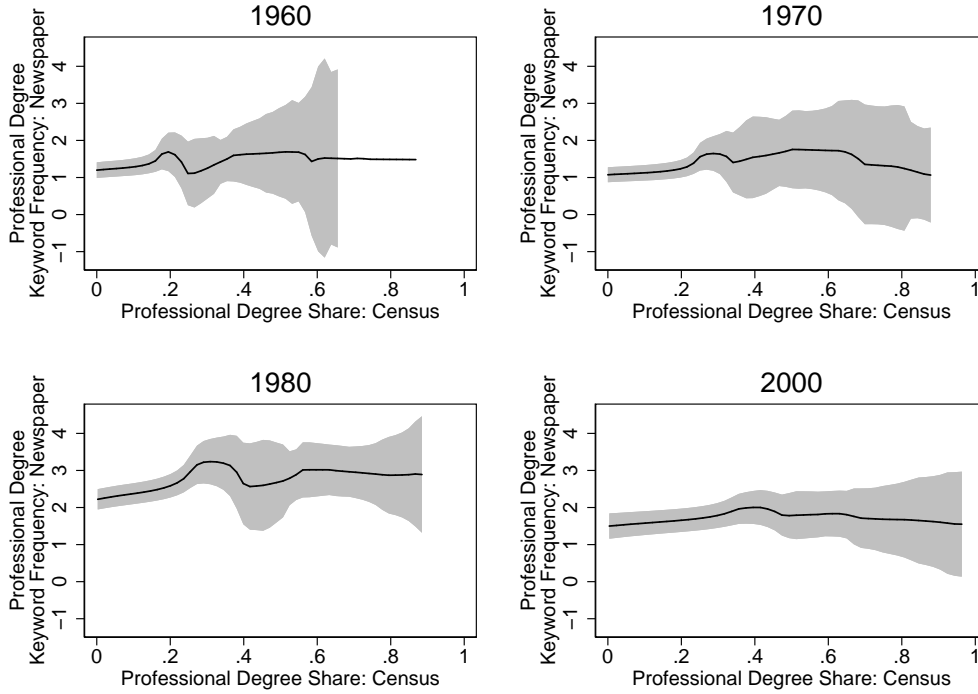 1960
Professional Degree
Keyword Frequency: Newspaper
4
3
2
1
0
−1
0 .2 .4 .6 .8 1
Professional Degree Share: Census
1970
Professional Degree
Keyword Frequency: Newspaper
4
3
2
1
0
−1
0 .2 .4 .6 .8 1
Professional Degree Share: Census
1980
Professional Degree
Keyword Frequency: Newspaper
4
3
2
1
0
−1
0 .2 .4 .6 .8 1
Professional Degree Share: Census
2000
Professional Degree
Keyword Frequency: Newspaper
4
3
2
1
0
−1
0 .2 .4 .6 .8 1
Professional Degree Share: Census